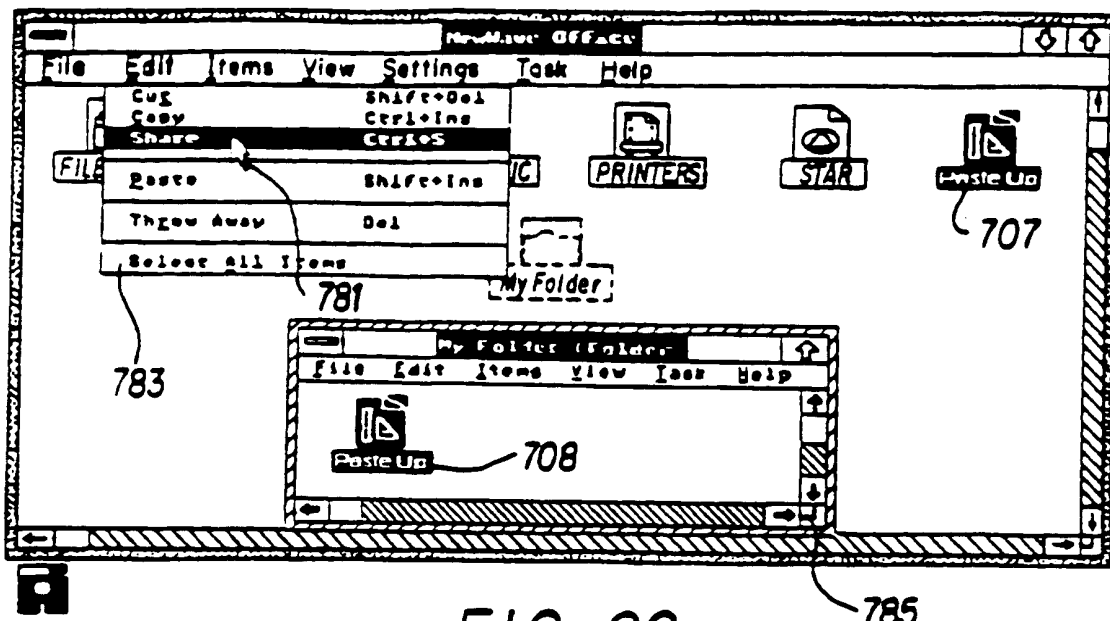 NewWave Office
File Edit Items View Settings Task Help
Cut Shift+Del
Copy Ctrl+Ins
Share Ctrl+S
Paste Shift+Ins
Throw Away Del
Select All Items
FILE
IC
PRINTERS
STAR
Paste Up
707
My Folder
781
783
My Folder (Folder
File Edit Items View Task Help
Paste Up
708
785
FIG